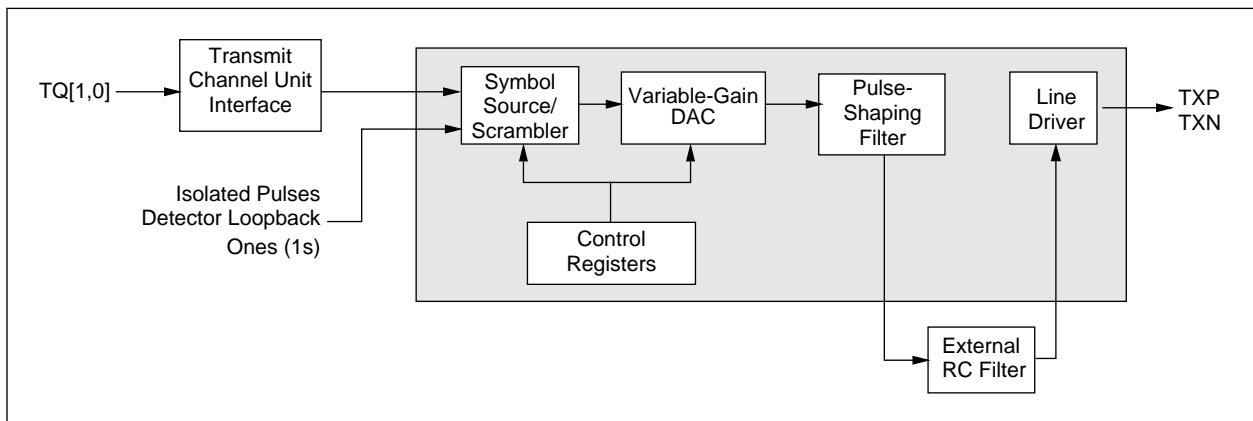 TQ[1,0]
Transmit
Channel Unit
Interface
Isolated Pulses
Detector Loopback
Ones (1s)
Symbol
Source/
Scrambler
Variable-Gain
DAC
Control
Registers
Pulse-
Shaping
Filter
External
RC Filter
Line
Driver
TXP
TXN